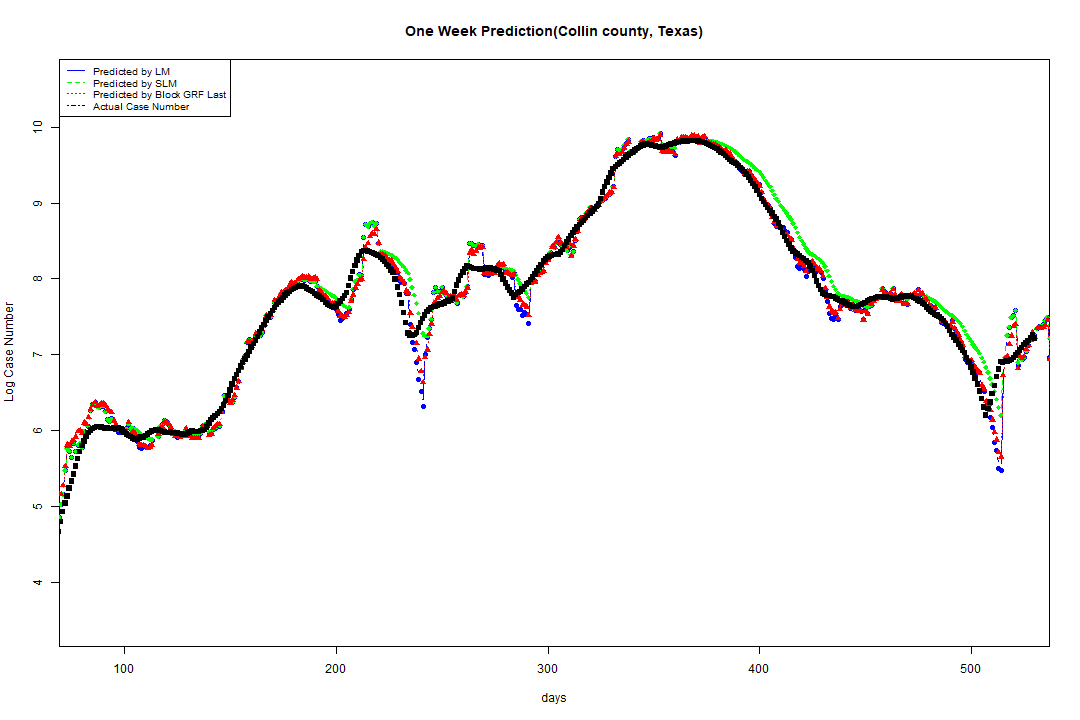 One Week Prediction(Collin county, Texas)
Predicted by LM
Predicted by SLM
Predicted by Block GRF Last
Actual Case Number
10
9
8
7
6
5
4
Log Case Number
100 200 300 400 500
days